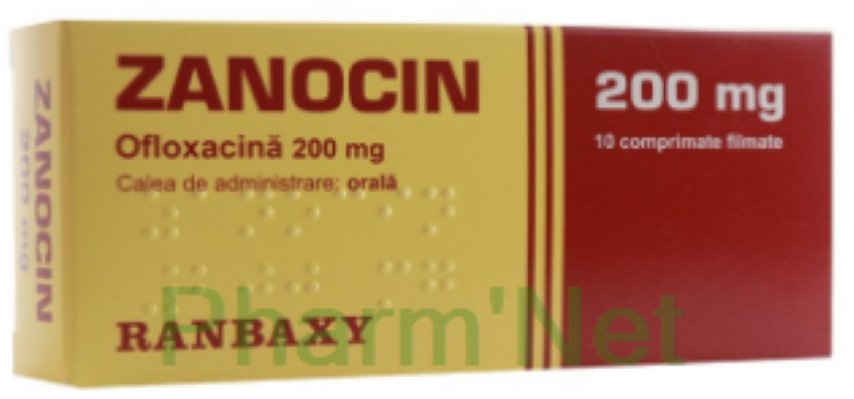 ZANOCIN
200 mg
ZANOCIN
Ofloxacină 200 mg
Calea de administrare: orală
RANBAXY
200 mg
10 comprimate filmate
Pharm'Net